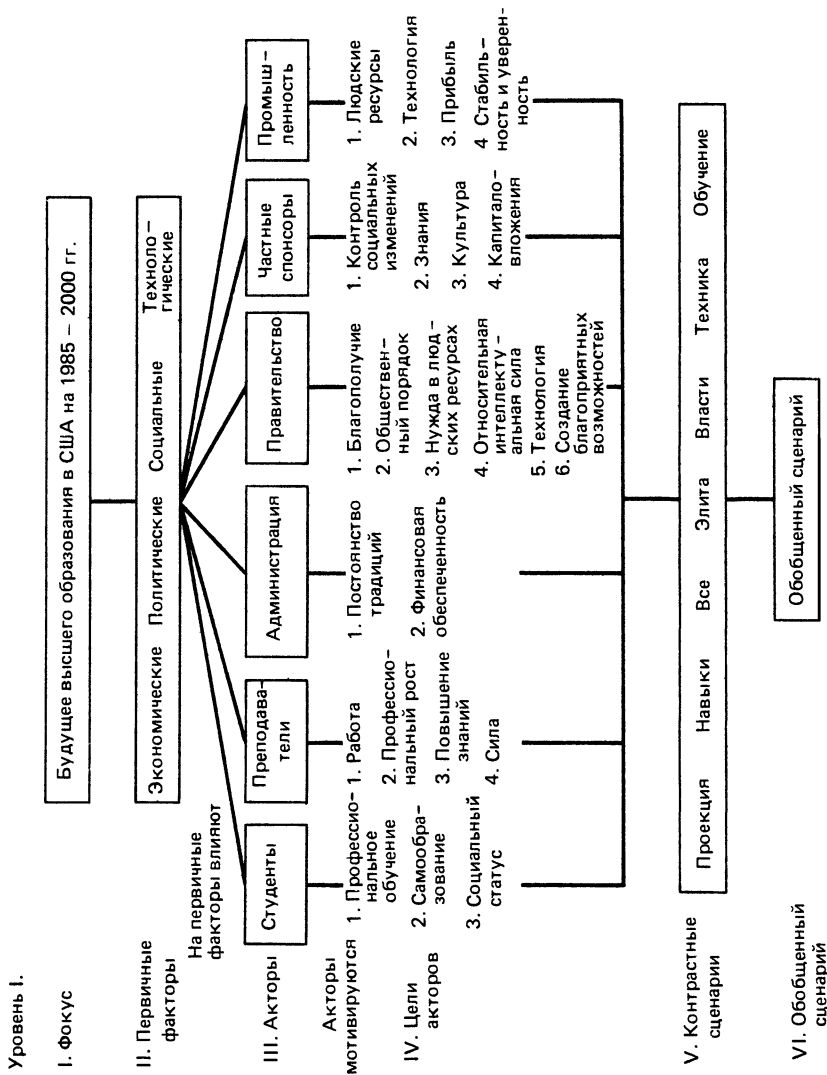 Уровень I.
I. Фокус
Будущее высшего образования в США на 1985 – 2000 гг.
II. Первичные
факторы
Экономические Политические Социальные Техноло–
гические
На первичные
факторы влияют
III. Акторы
Студенты
Преподава–
тели
Администрация
Правительство
Частные
спонсоры
Промыш–
ленность
Акторы
мотивируются
IV. Цели
акторов
1. Профессио–
нальное
обучение
2. Самообра–
зование
3. Социальный
статус
1. Работа
2. Профессио–
нальный рост
3. Повышение
знаний
4. Сила
1. Постоянство
традиций
2. Финансовая
обеспеченность
1. Благополучие
2. Обществен–
ный порядок
3. Нужда в люд–
ских ресурсах
4. Относительная
интеллекту–
альная сила
5. Технология
6. Создание
благоприятных
возможностей
1. Контроль
социальных
изменений
2. Знания
3. Культура
4. Капитало–
вложения
1. Людские
ресурсы
2. Технология
3. Прибыль
4 Стабиль–
ность и уверен–
ность
V. Контрастные
сценарии
Проекция Навыки Все Элита Власти Техника Обучение
VI. Обобщенный
сценарий
Обобщенный сценарий